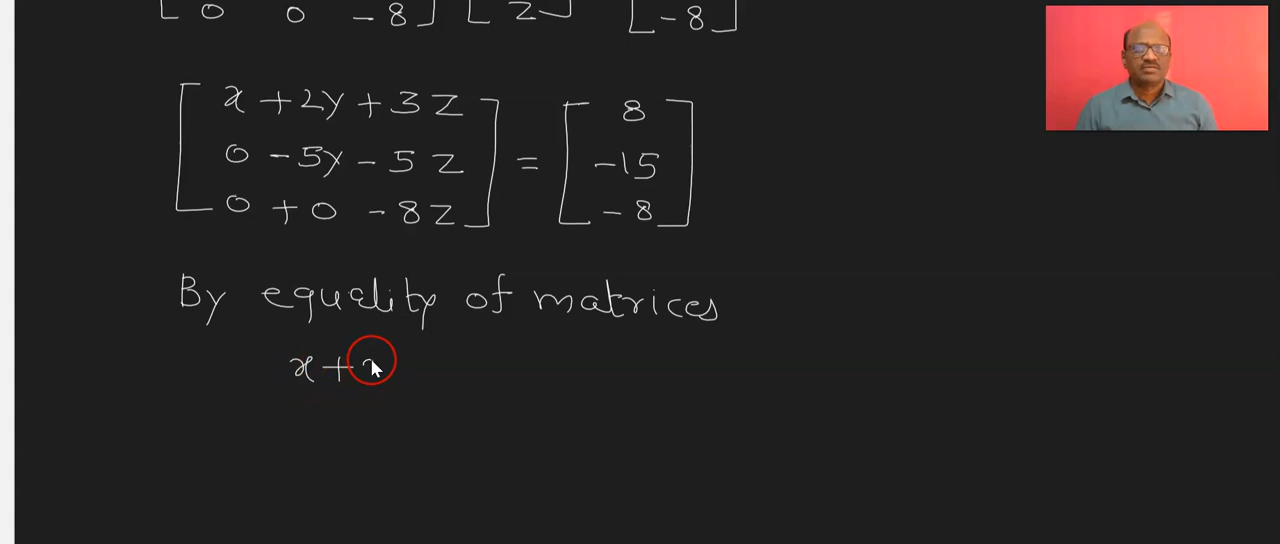 [ 0 0 -8 ] [ z ] [ -8 ]
[ x + 2y + 3z ] [ 8 ]
[ 0 - 5y - 5z ] = [ -15 ]
[ 0 + 0 - 8z ] [ -8 ]
By equality of matrices
x +